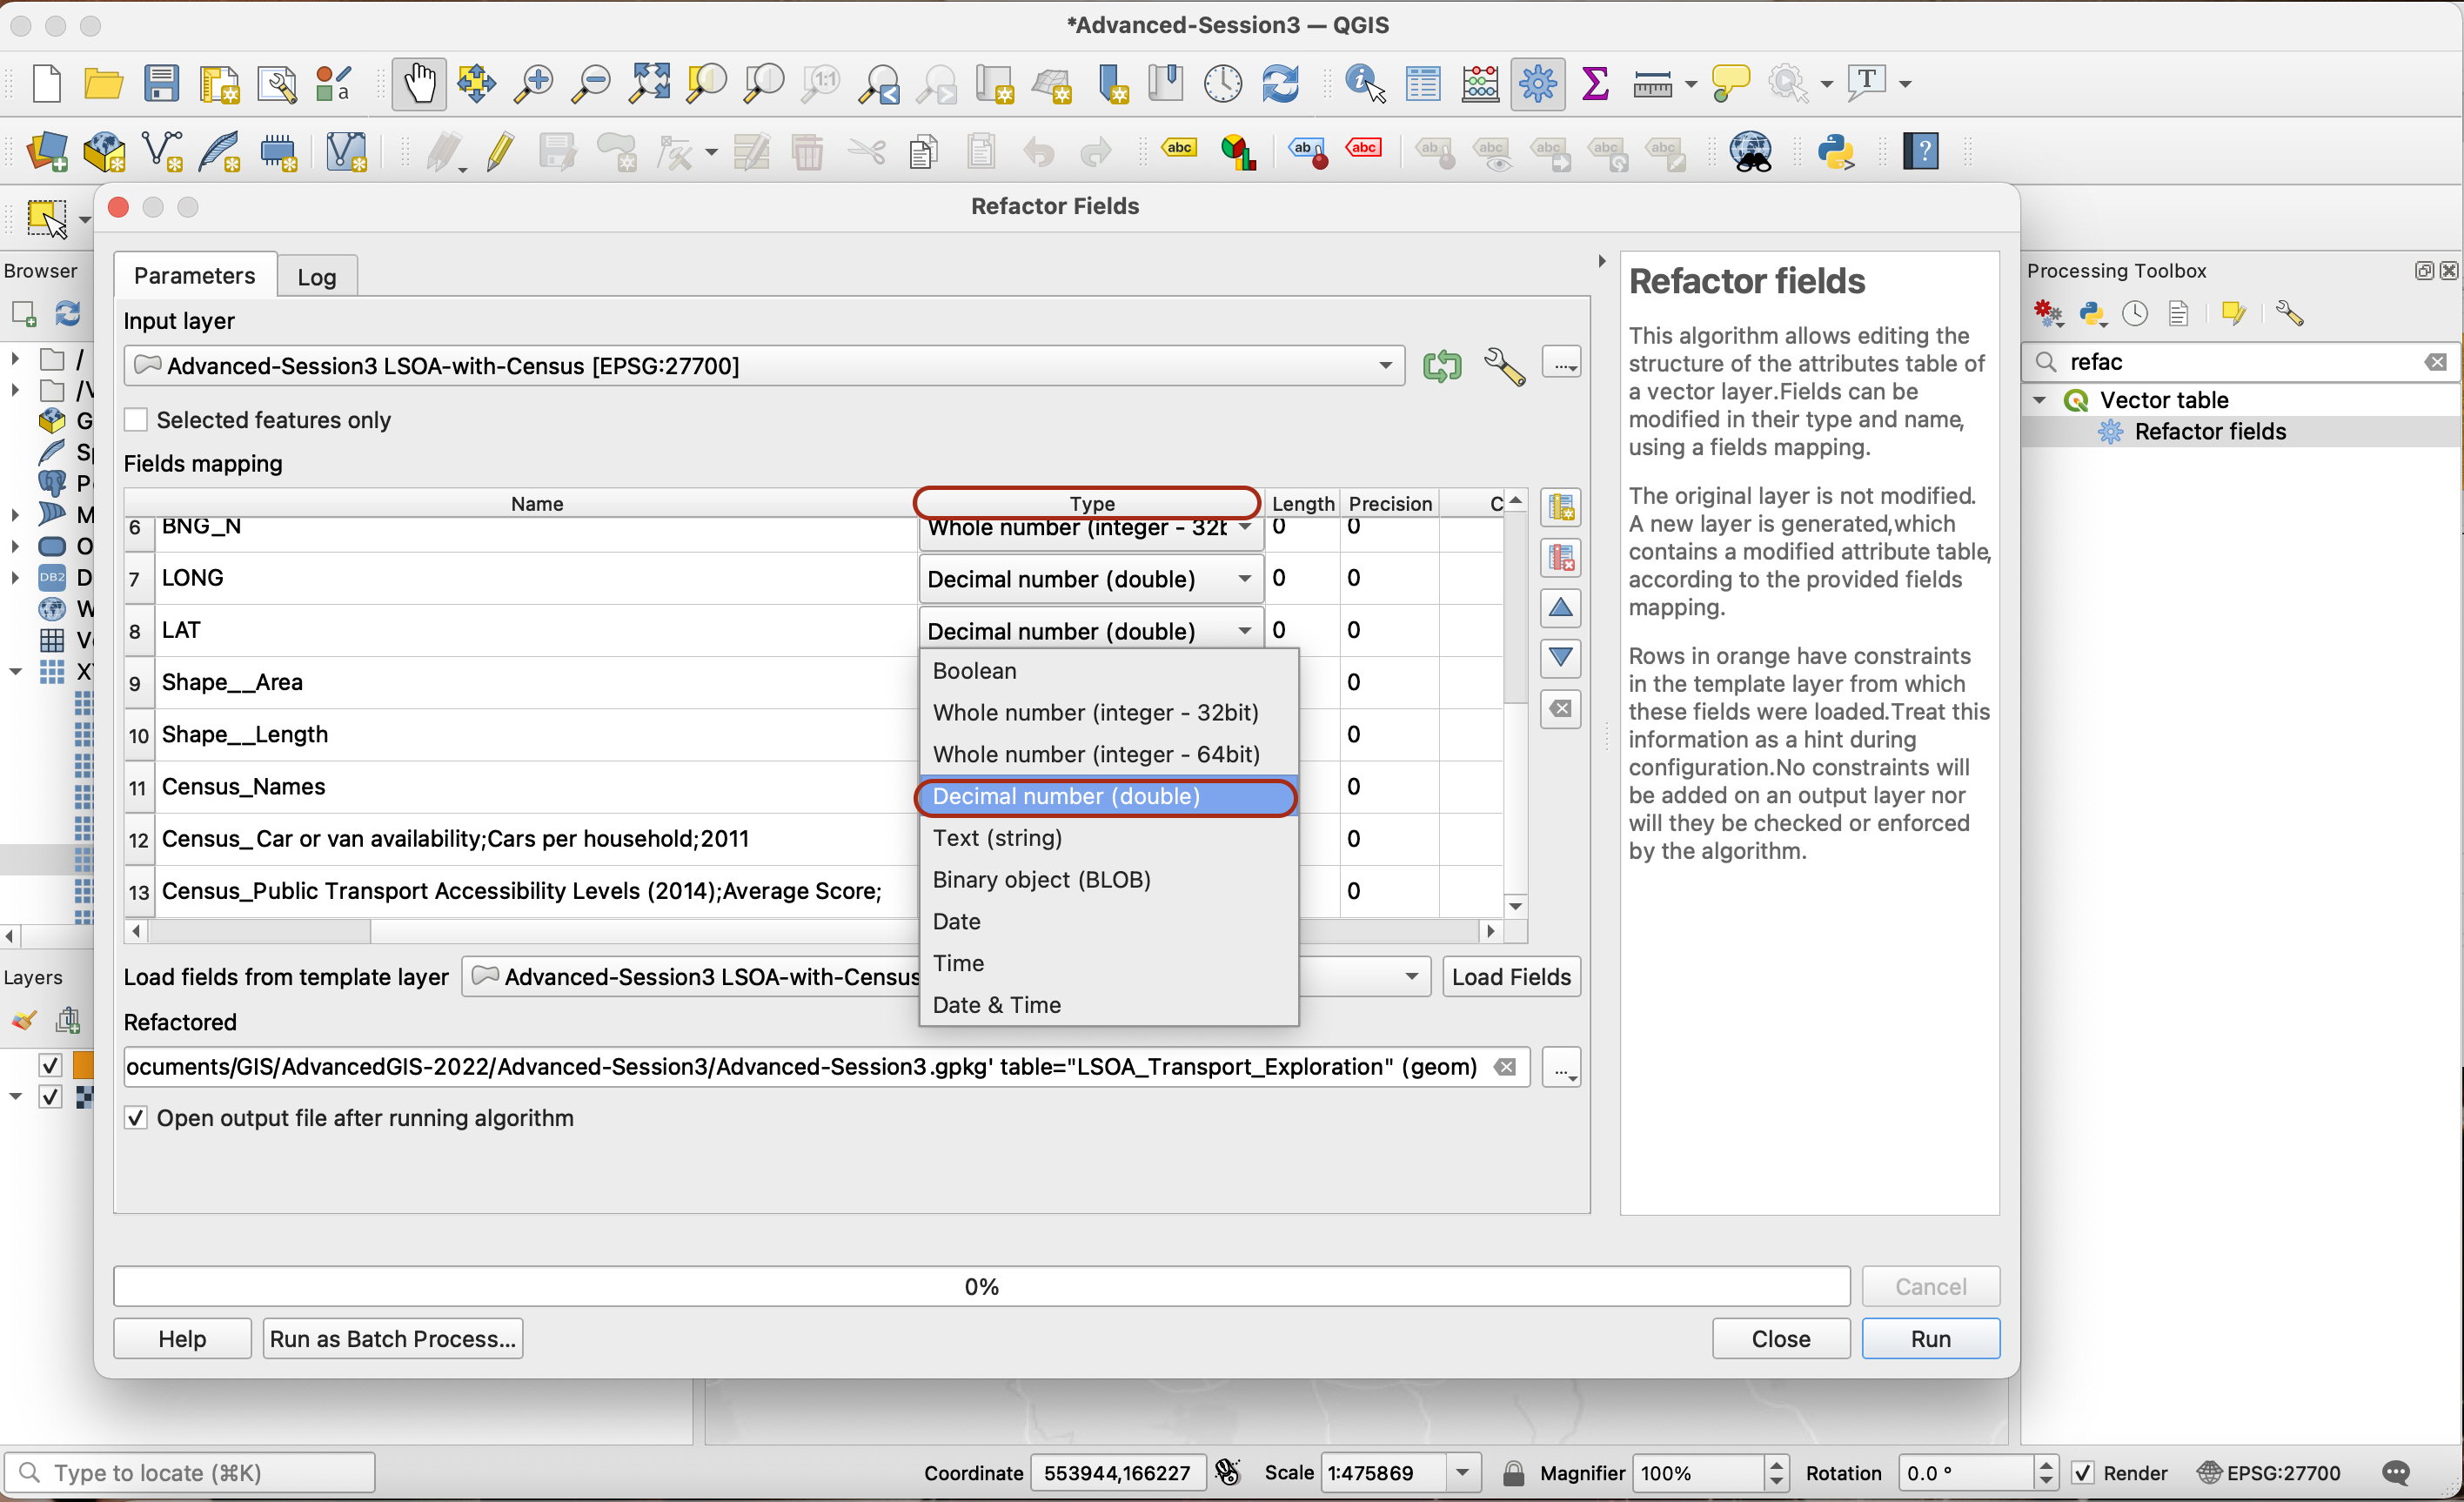 *Advanced-Session3 — QGIS
Refactor Fields
Browser
Parameters
Log
Input layer
Advanced-Session3 LSOA-with-Census [EPSG:27700]
Selected features only
Fields mapping
Name Type Length Precision C
6 BNG_N Whole number (integer - 32b 0 0
7 LONG Decimal number (double) 0 0
8 LAT Decimal number (double) 0 0
9 Shape__Area 0
10 Shape__Length 0
11 Census_Names 0
12 Census_ Car or van availability;Cars per household;2011 0
13 Census_Public Transport Accessibility Levels (2014);Average Score; 0
Boolean
Whole number (integer - 32bit)
Whole number (integer - 64bit)
Decimal number (double)
Text (string)
Binary object (BLOB)
Date
Time
Date & Time
Load fields from template layer
Advanced-Session3 LSOA-with-Census
Load Fields
Refactored
ocuments/GIS/AdvancedGIS-2022/Advanced-Session3/Advanced-Session3.gpkg' table="LSOA_Transport_Exploration" (geom)
Open output file after running algorithm
0%
Cancel
Help
Run as Batch Process...
Close
Run
Refactor fields
This algorithm allows editing the
structure of the attributes table of
a vector layer.Fields can be
modified in their type and name,
using a fields mapping.
The original layer is not modified.
A new layer is generated,which
contains a modified attribute table,
according to the provided fields
mapping.
Rows in orange have constraints
in the template layer from which
these fields were loaded.Treat this
information as a hint during
configuration.No constraints will
be added on an output layer nor
will they be checked or enforced
by the algorithm.
Processing Toolbox
refac
Vector table
Refactor fields
Layers
Type to locate (⌘K)
Coordinate 553944,166227
Scale 1:475869
Magnifier 100%
Rotation 0.0 °
Render
EPSG:27700